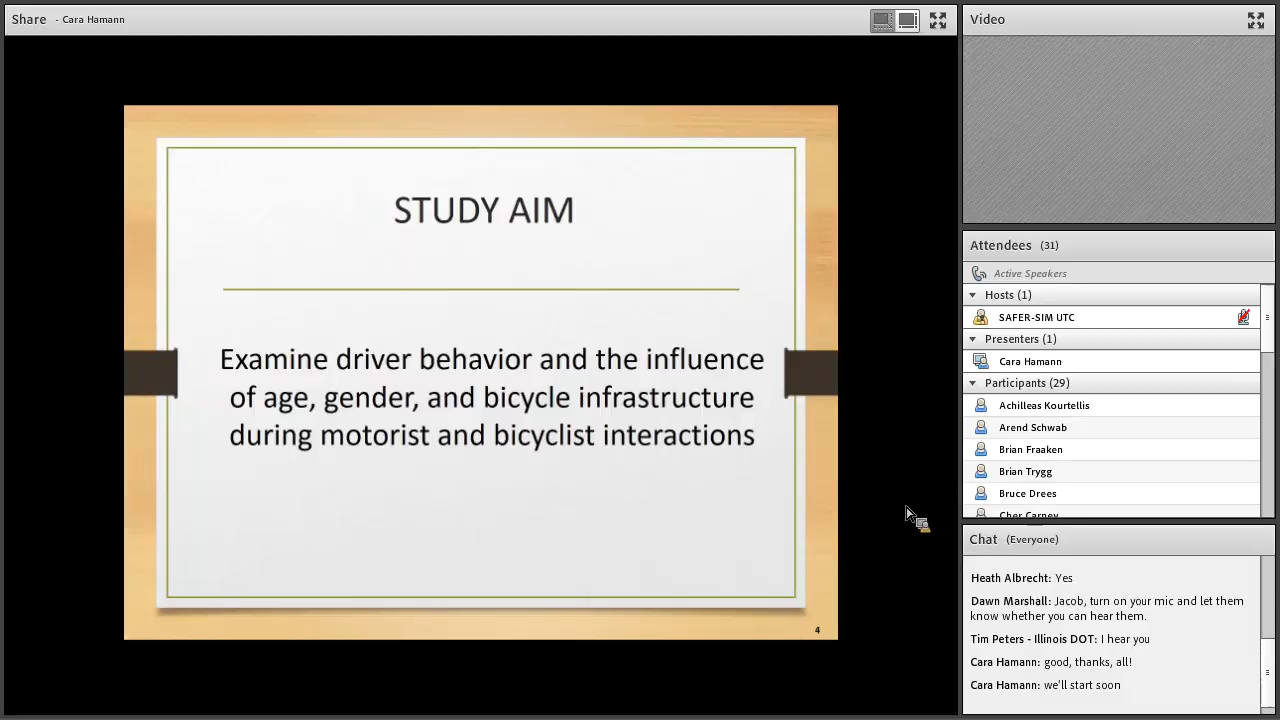 Share - Cara Hamann
STUDY AIM
Examine driver behavior and the influence
of age, gender, and bicycle infrastructure
during motorist and bicyclist interactions
4
Video
Attendees (31)
Active Speakers
Hosts (1)
SAFER-SIM UTC
Presenters (1)
Cara Hamann
Participants (29)
Achilleas Kourtellis
Arend Schwab
Brian Fraaken
Brian Trygg
Bruce Drees
Cher Carney
Chat (Everyone)
Heath Albrecht: Yes
Dawn Marshall: Jacob, turn on your mic and let them
know whether you can hear them.
Tim Peters - Illinois DOT: I hear you
Cara Hamann: good, thanks, all!
Cara Hamann: we'll start soon